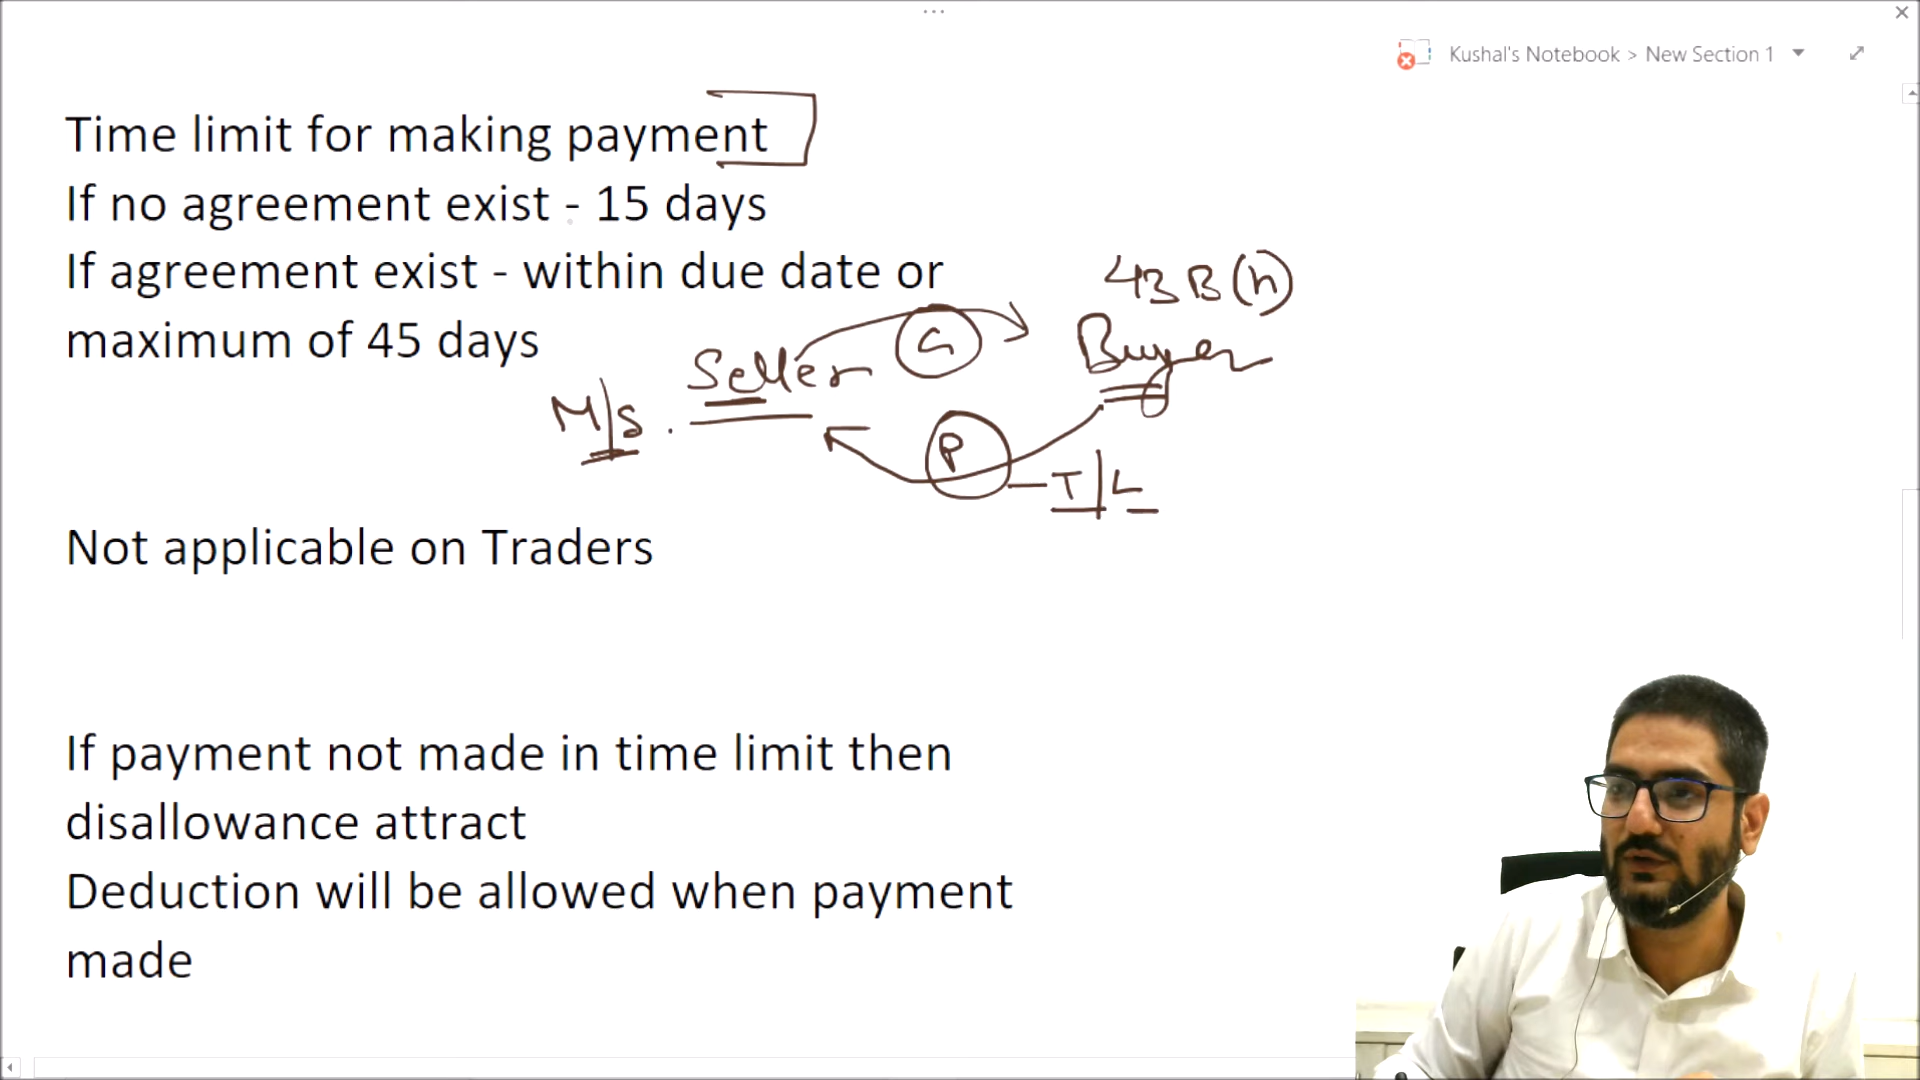 Kushal's Notebook > New Section 1
Time limit for making payment
If no agreement exist - 15 days
If agreement exist - within due date or
maximum of 45 days
43B(h)
Seller
G
Buyer
M/S.
P
T/L
Not applicable on Traders
If payment not made in time limit then
disallowance attract
Deduction will be allowed when payment
made